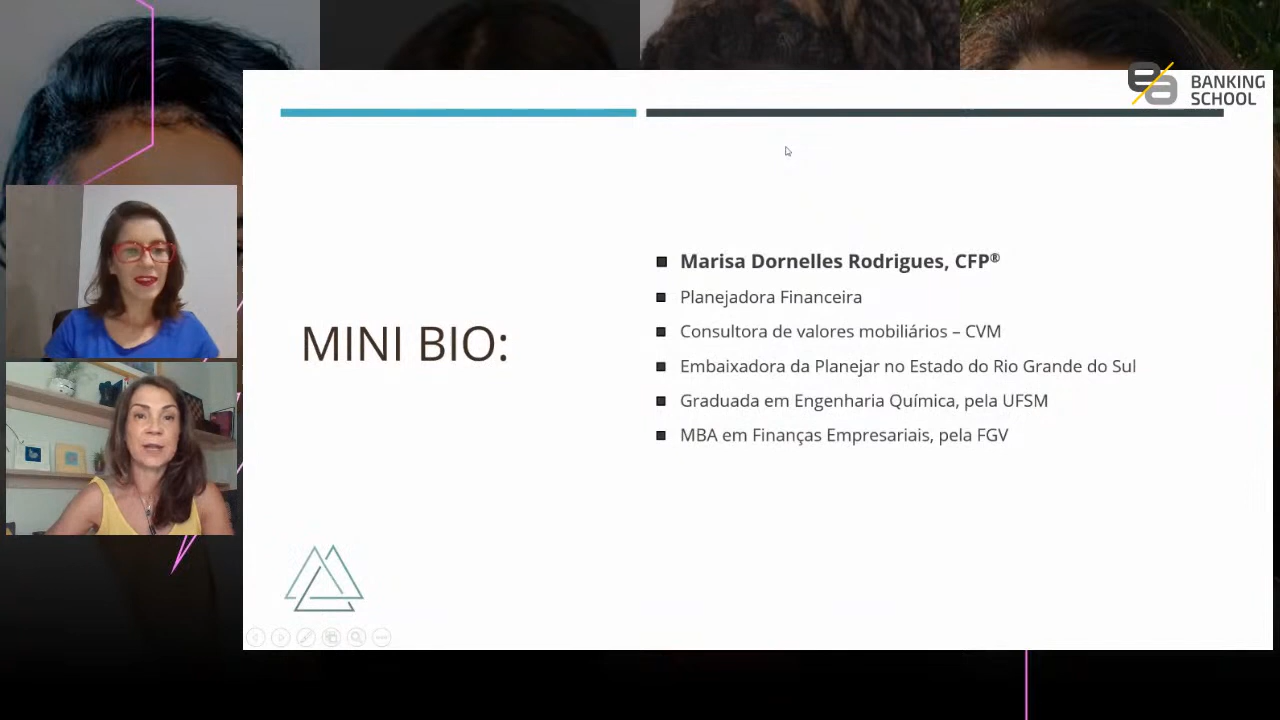 BANKING
SCHOOL
MINI BIO:
Marisa Dornelles Rodrigues, CFP®
Planejadora Financeira
Consultora de valores mobiliários – CVM
Embaixadora da Planejar no Estado do Rio Grande do Sul
Graduada em Engenharia Química, pela UFSM
MBA em Finanças Empresariais, pela FGV